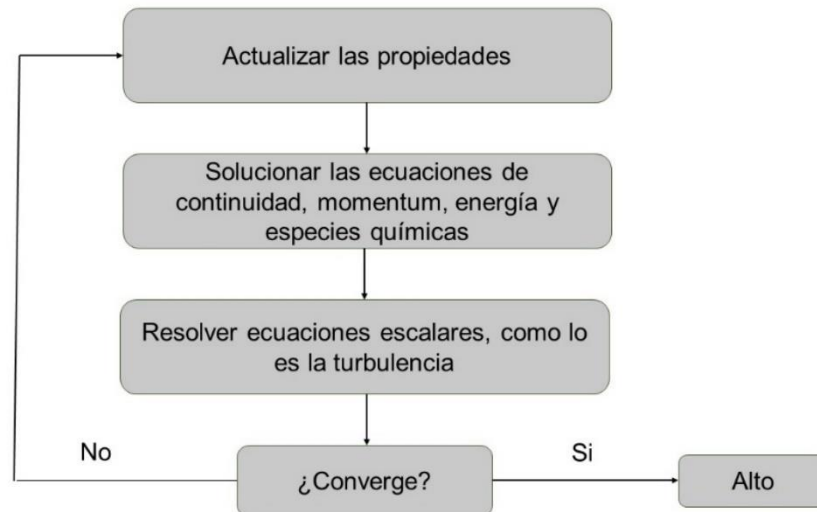 Actualizar las propiedades
Solucionar las ecuaciones de
continuidad, momentum, energía y
especies químicas
Resolver ecuaciones escalares, como lo
es la turbulencia
No
¿Converge?
Si
Alto